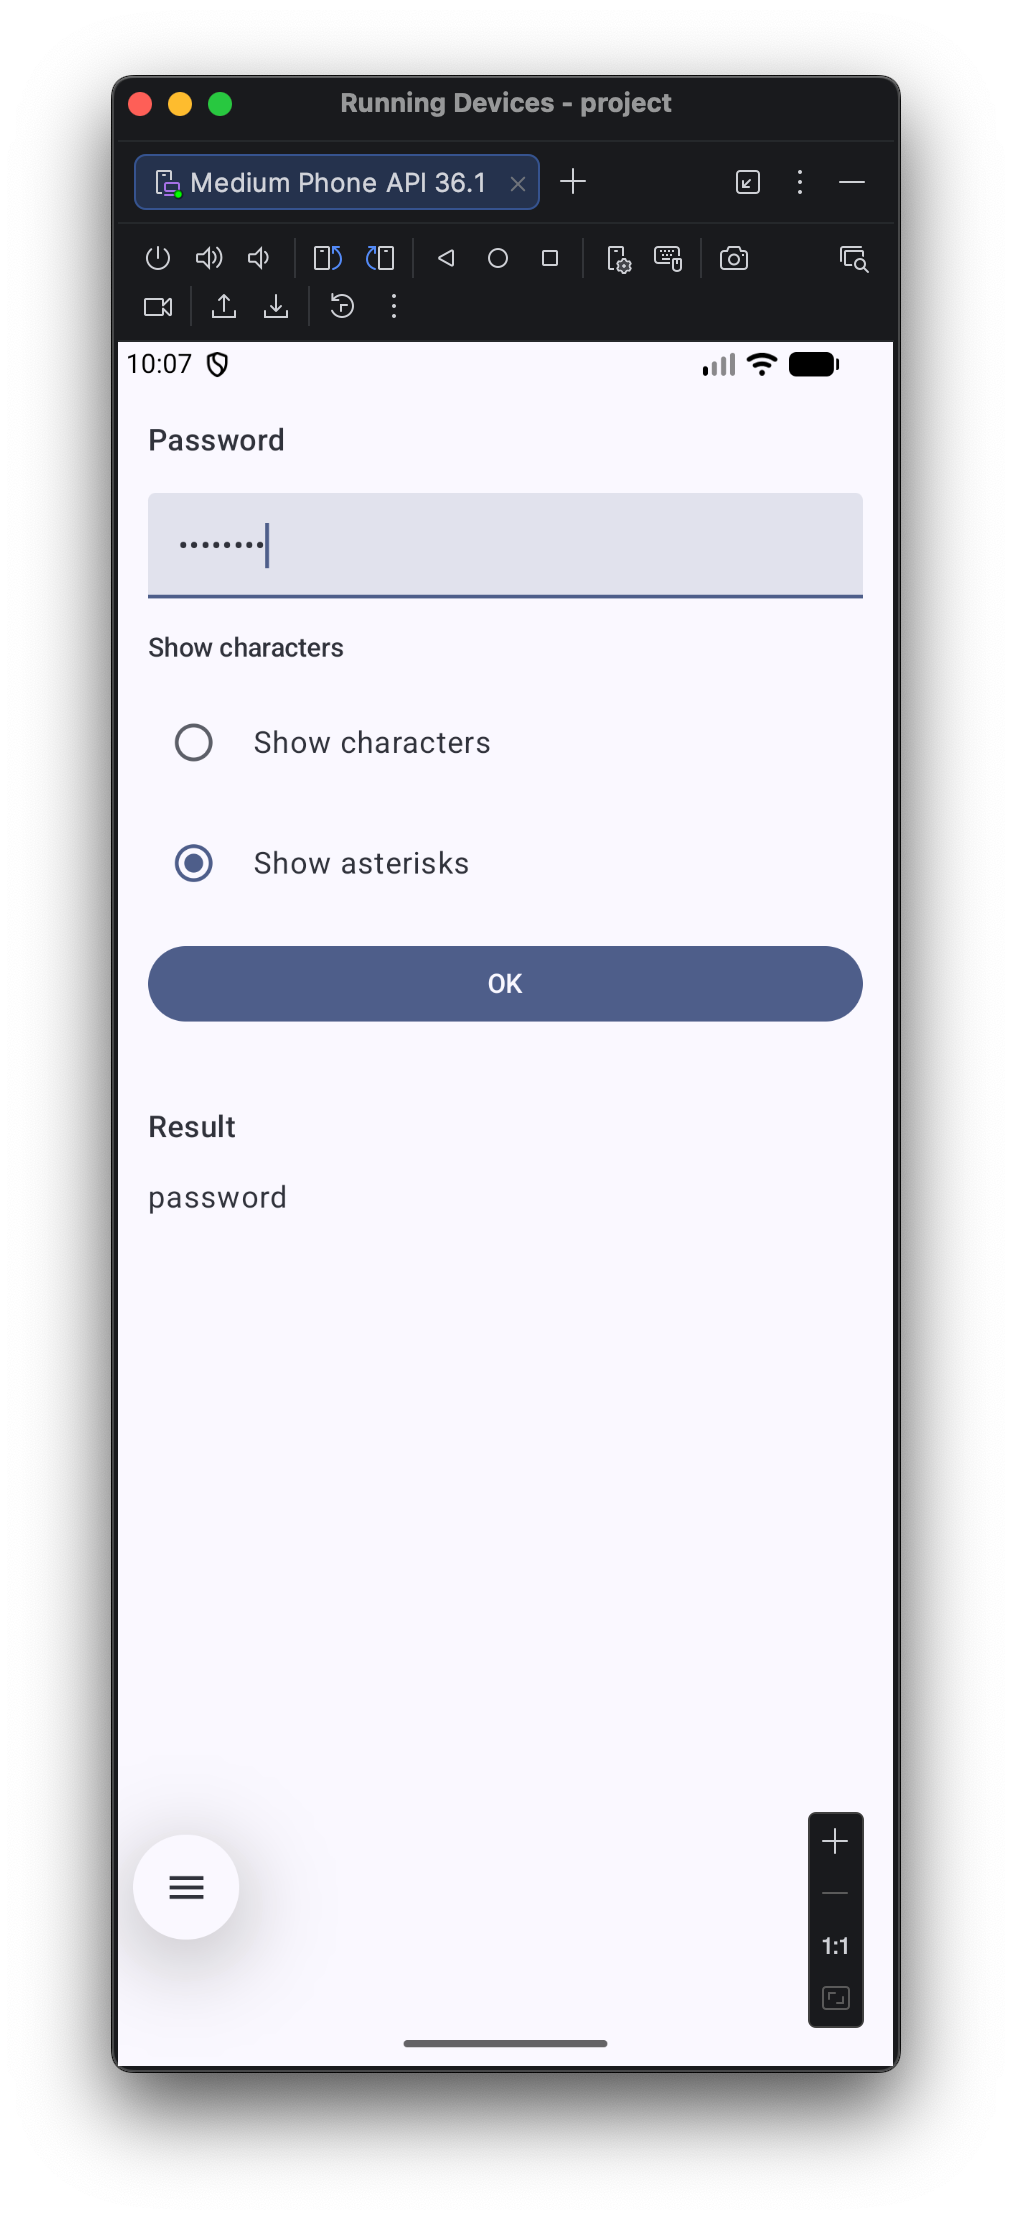 Running Devices - project
Medium Phone API 36.1
10:07
Password
••••••••
Show characters
Show characters
Show asterisks
OK
Result
password
1:1